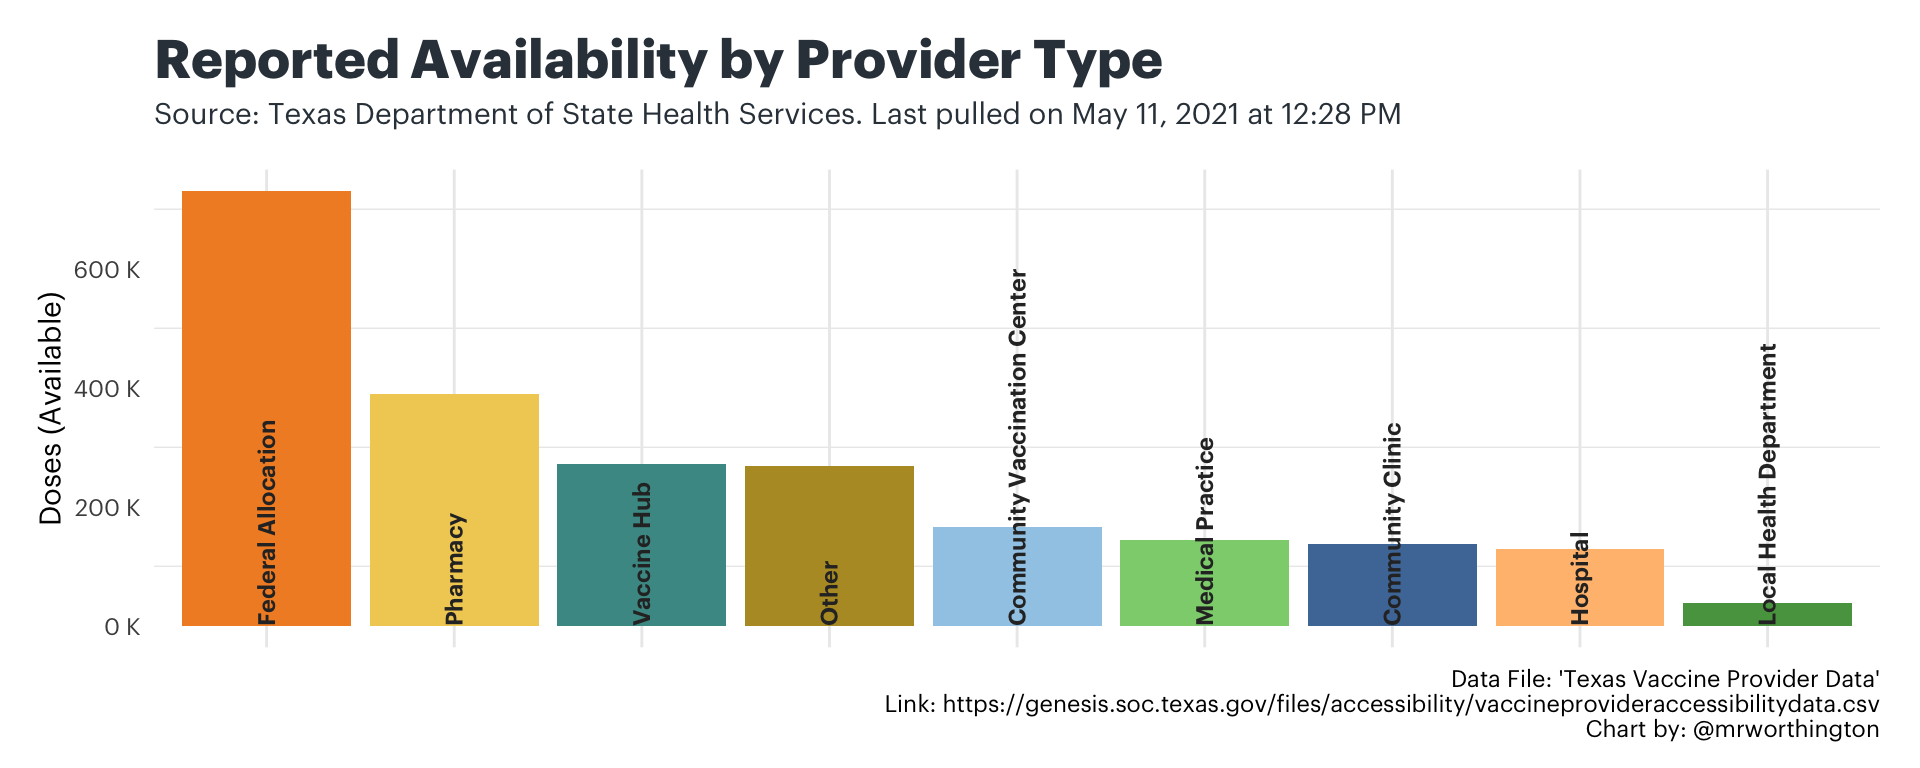 Reported Availability by Provider Type
Source: Texas Department of State Health Services. Last pulled on May 11, 2021 at 12:28 PM
Doses (Available)
600 K
400 K
200 K
0 K
Federal Allocation
Pharmacy
Vaccine Hub
Other
Community Vaccination Center
Medical Practice
Community Clinic
Hospital
Local Health Department
Data File: 'Texas Vaccine Provider Data'
Link: https://genesis.soc.texas.gov/files/accessibility/vaccineprovideraccessibilitydata.csv
Chart by: @mrworthington